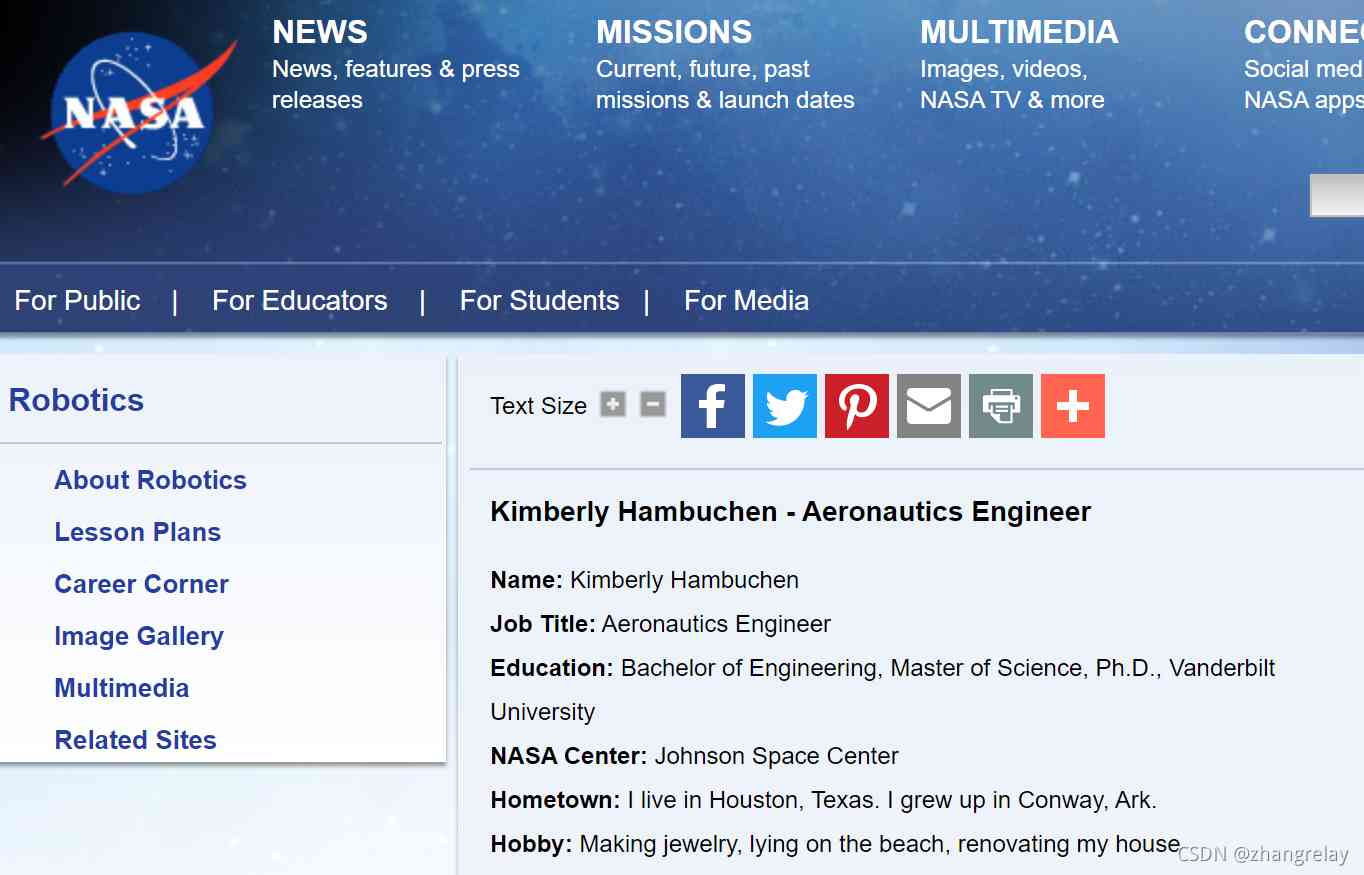 NASA
NEWS
News, features & press
releases
MISSIONS
Current, future, past
missions & launch dates
MULTIMEDIA
Images, videos,
NASA TV & more
CONNEC
Social med
NASA apps
For Public | For Educators | For Students | For Media
Robotics
About Robotics
Lesson Plans
Career Corner
Image Gallery
Multimedia
Related Sites
Text Size + −
Kimberly Hambuchen - Aeronautics Engineer
Name: Kimberly Hambuchen
Job Title: Aeronautics Engineer
Education: Bachelor of Engineering, Master of Science, Ph.D., Vanderbilt
University
NASA Center: Johnson Space Center
Hometown: I live in Houston, Texas. I grew up in Conway, Ark.
Hobby: Making jewelry, lying on the beach, renovating my house
CSDN @zhangrelay